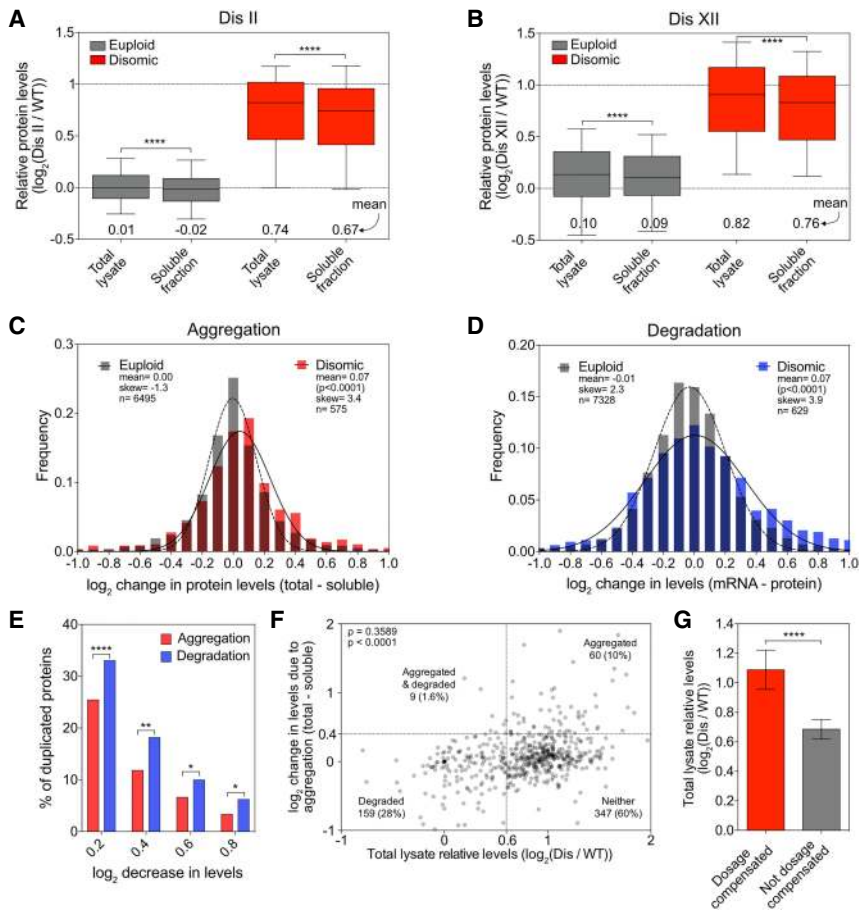 A
Dis II
Euploid
Disomic
Relative protein levels
(log2(Dis II / WT))
1
0.5
0.0
-0.5
****
****
mean
0.01
-0.02
0.74
0.67
Total
lysate
Soluble
fraction
Total
lysate
Soluble
fraction
B
Dis XII
Euploid
Disomic
Relative protein levels
(log2(Dis XII / WT))
1.5
1.0
0.5
0.0
-0.5
****
****
mean
0.10
0.09
0.82
0.76
Total
lysate
Soluble
fraction
Total
lysate
Soluble
fraction
C
Aggregation
Frequency
0.3
0.2
0.1
0.0
Euploid
mean= 0.00
skew= -1.3
n= 6495
Disomic
mean= 0.07
(p<0.0001)
skew= 3.4
n= 575
-1.0 -0.8 -0.6 -0.4 -0.2 0.0 0.2 0.4 0.6 0.8 1.0
log2 change in protein levels (total - soluble)
D
Degradation
Frequency
0.20
0.15
0.10
0.05
0.00
Euploid
mean= -0.01
skew= 2.3
n= 7328
Disomic
mean= 0.07
(p<0.0001)
skew= 3.9
n= 629
-1.0 -0.8 -0.6 -0.4 -0.2 0.0 0.2 0.4 0.6 0.8 1.0
log2 change in levels (mRNA - protein)
E
% of duplicated proteins
40
30
20
10
0
Aggregation
Degradation
****
**
*
*
0.2 0.4 0.6 0.8
log2 decrease in levels
F
log2 change in levels due to
aggregation (total - soluble)
2
1
0.4
0
-1
ρ = 0.3589
p < 0.0001
Aggregated
& degraded
9 (1.6%)
Aggregated
60 (10%)
Degraded
159 (28%)
Neither
347 (60%)
-1 0 0.6 1 2
Total lysate relative levels (log2(Dis / WT))
G
Total lysate relative levels
(log2(Dis / WT))
1.4
1.2
1.0
0.8
0.6
0.4
0.2
0.0
****
Dosage
compensated
Not dosage
compensated